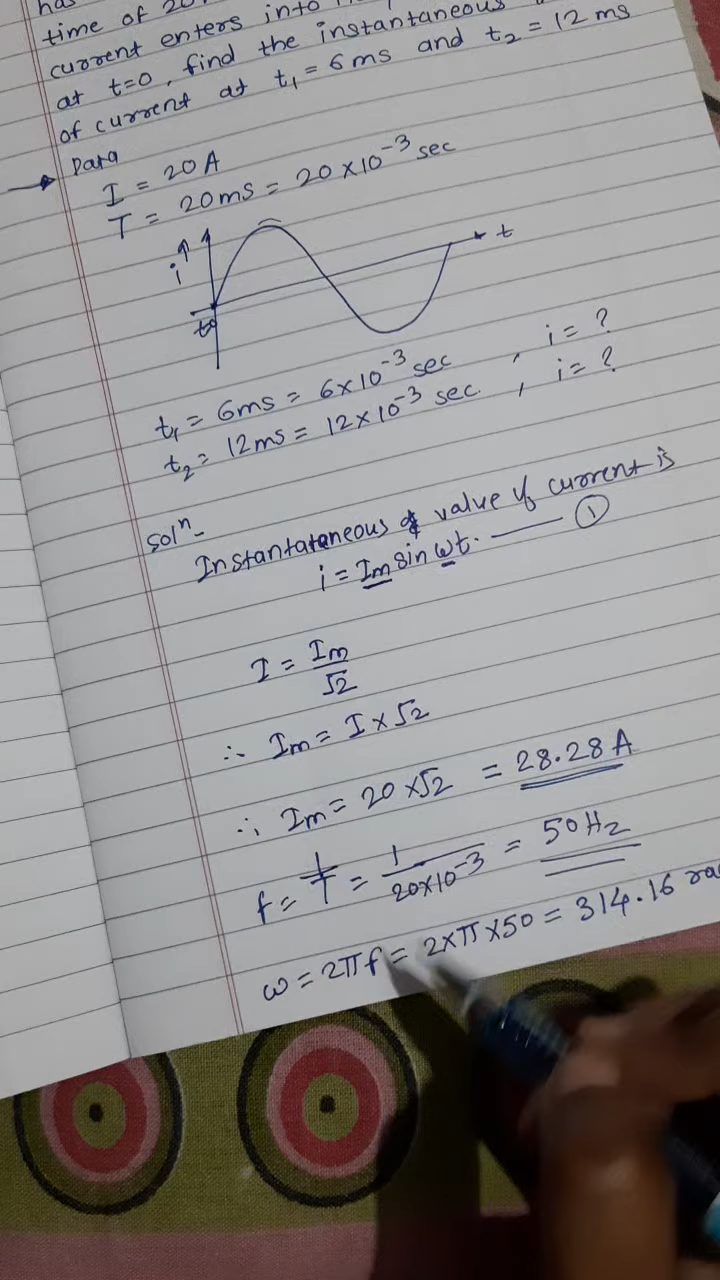 has
time of 20
current enters into
at t=0, find the instantaneous
of current at t₁ = 6 ms and t₂ = 12 ms
Data
I = 20 A
T = 20 ms = 20 × 10⁻³ sec
i
t
t₁ = 6 ms = 6×10⁻³ sec , i = ?
t₂ = 12 ms = 12 × 10⁻³ sec , i = ?
Solⁿ-
Instantaneous value of current is
i = Im sin ωt. —— ①
I = Im/√2
∴ Im = I × √2
∴ Im = 20 × √2 = 28.28 A
f = 1/T = 1/20×10⁻³ = 50 Hz
ω = 2πf = 2×π×50 = 314.16 rad